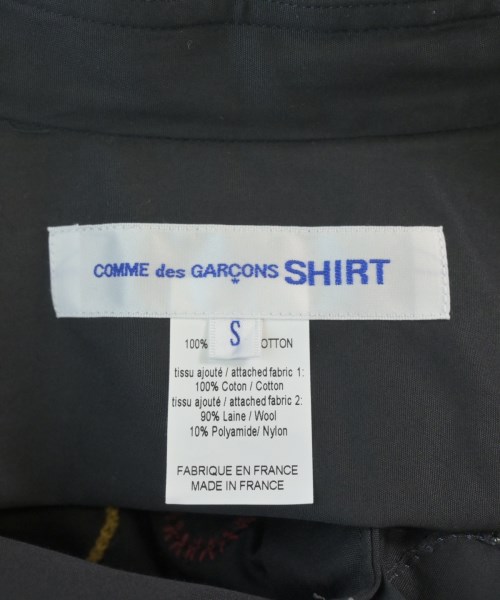 COMME des GARÇONS SHIRT
S
100% OTTON
tissu ajouté / attached fabric 1:
100% Coton / Cotton
tissu ajouté / attached fabric 2:
90% Laine / Wool
10% Polyamide/ Nylon
FABRIQUE EN FRANCE
MADE IN FRANCE